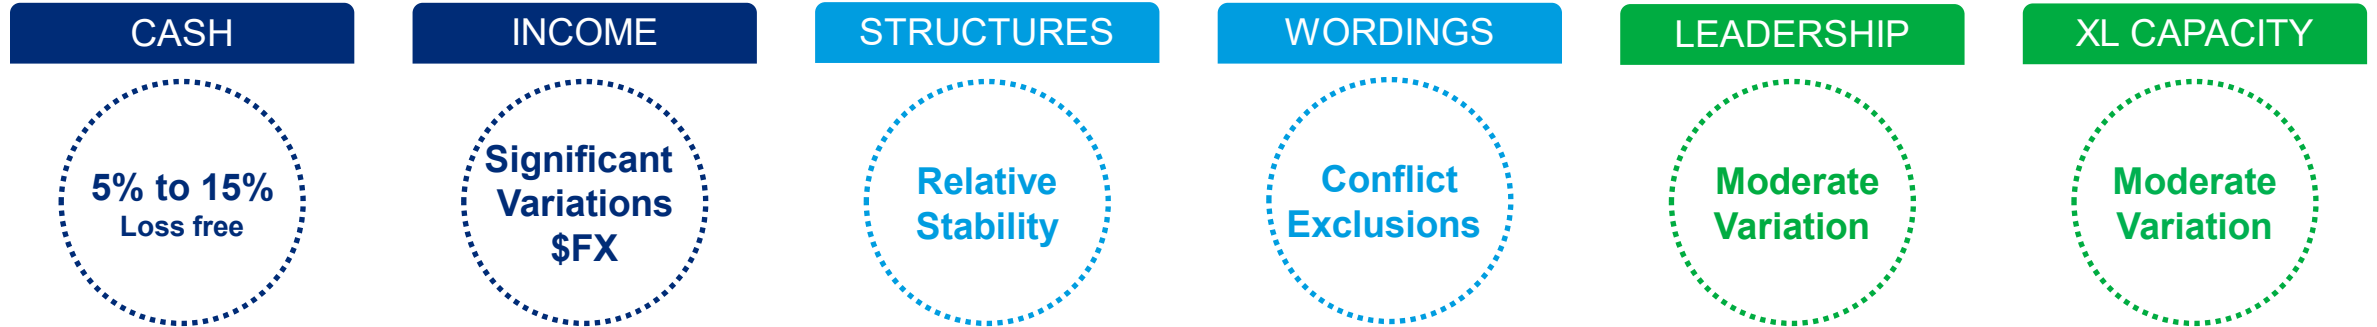 CASH
5% to 15%
Loss free
INCOME
Significant
Variations
$FX
STRUCTURES
Relative
Stability
WORDINGS
Conflict
Exclusions
LEADERSHIP
Moderate
Variation
XL CAPACITY
Moderate
Variation